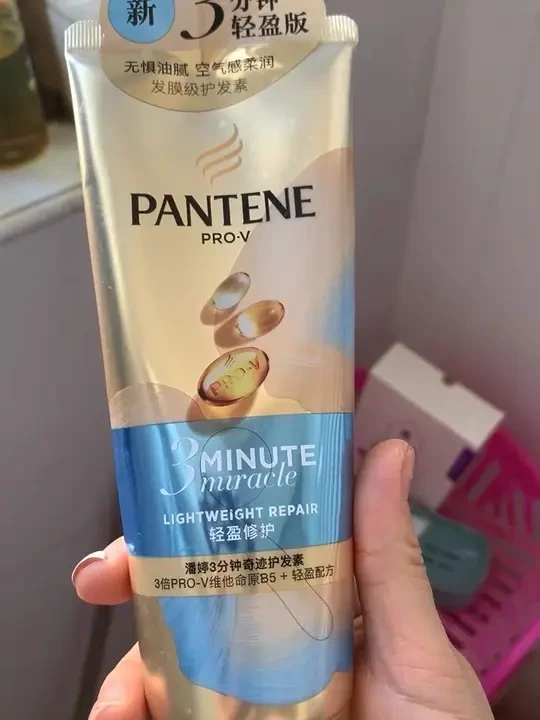 新 3分钟
轻盈版
无惧油腻 空气感柔润
发膜级护发素
PANTENE
PRO-V
PRO-V
3 MINUTE
miracle
LIGHTWEiGHT REPAIR
轻盈修护
潘婷3分钟奇迹护发素
3倍PRO-V维他命原B5 + 轻盈配方